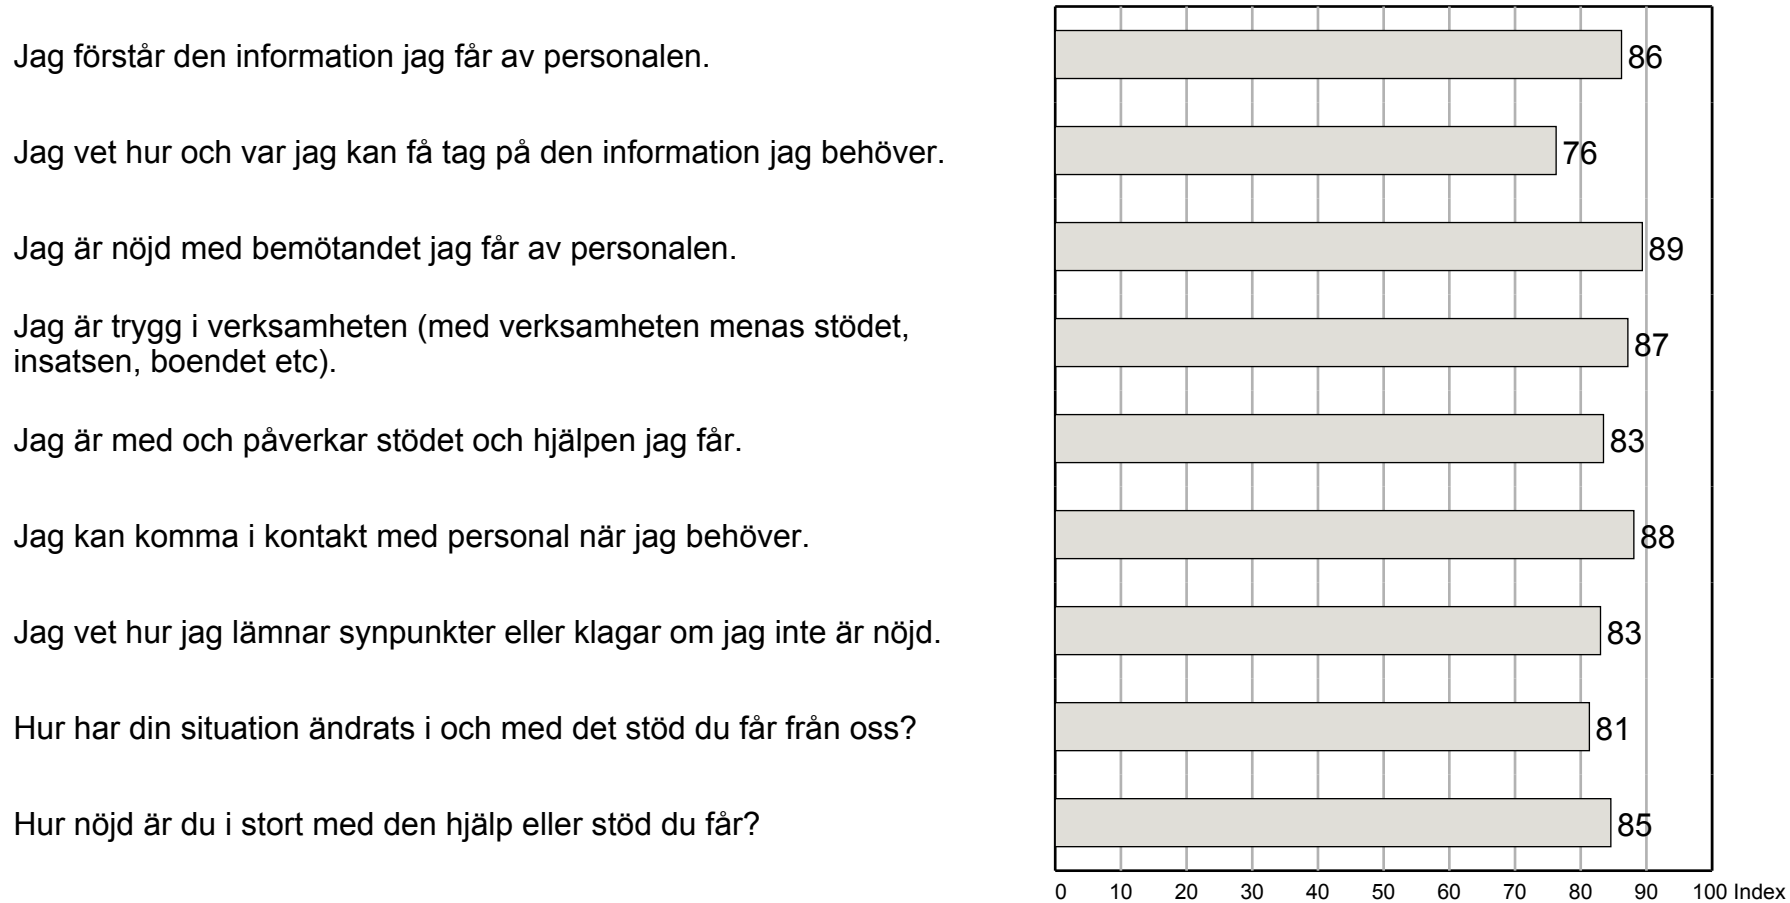 Jag förstår den information jag får av personalen.
86
Jag vet hur och var jag kan få tag på den information jag behöver.
76
Jag är nöjd med bemötandet jag får av personalen.
89
Jag är trygg i verksamheten (med verksamheten menas stödet,
insatsen, boendet etc).
87
Jag är med och påverkar stödet och hjälpen jag får.
83
Jag kan komma i kontakt med personal när jag behöver.
88
Jag vet hur jag lämnar synpunkter eller klagar om jag inte är nöjd.
83
Hur har din situation ändrats i och med det stöd du får från oss?
81
Hur nöjd är du i stort med den hjälp eller stöd du får?
85
0 10 20 30 40 50 60 70 80 90 100 Index